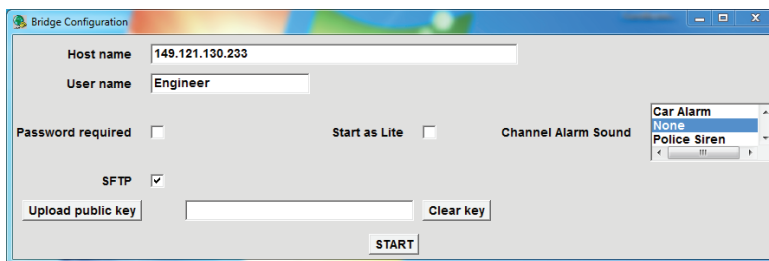 Bridge Configuration
Host name 149.121.130.233
User name Engineer
Car Alarm
Password required Start as Lite Channel Alarm Sound None
Police Siren
SFTP
Upload public key Clear key
START